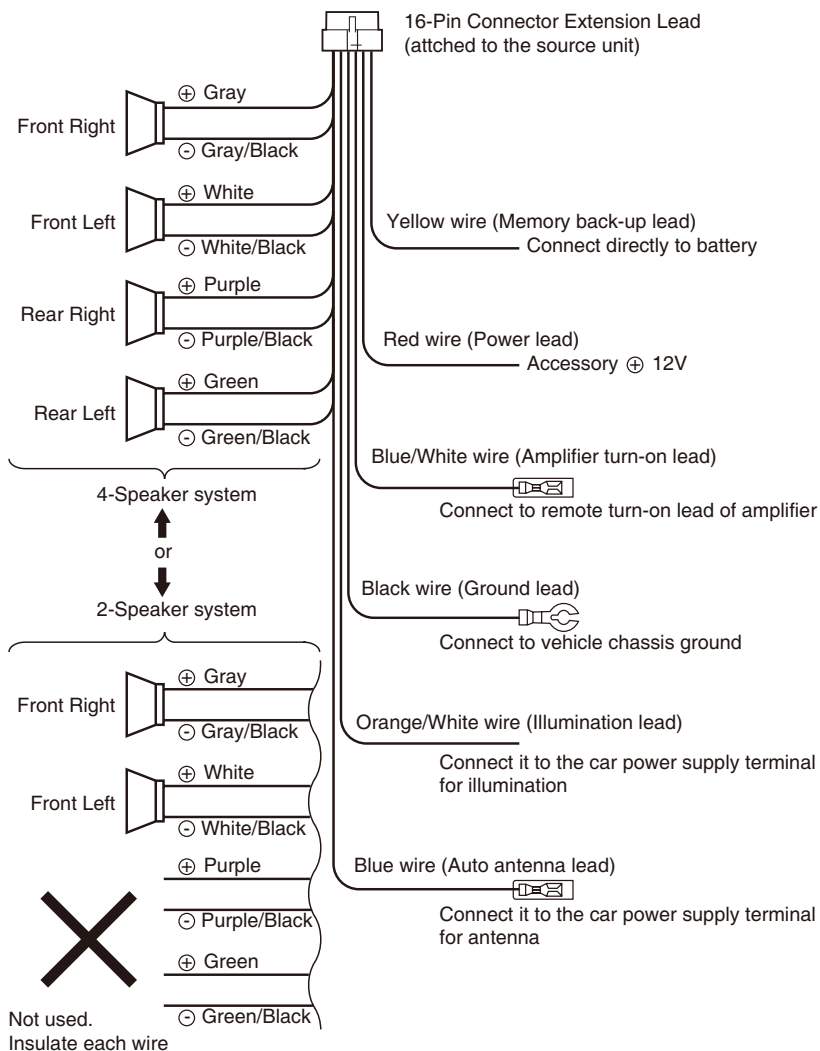 16-Pin Connector Extension Lead
(attched to the source unit)
Front Right
⊕ Gray
⊖ Gray/Black
Front Left
⊕ White
⊖ White/Black
Rear Right
⊕ Purple
⊖ Purple/Black
Rear Left
⊕ Green
⊖ Green/Black
4-Speaker system
or
2-Speaker system
Front Right
⊕ Gray
⊖ Gray/Black
Front Left
⊕ White
⊖ White/Black
⊕ Purple
⊖ Purple/Black
⊕ Green
⊖ Green/Black
Not used.
Insulate each wire
Yellow wire (Memory back-up lead)
Connect directly to battery
Red wire (Power lead)
Accessory ⊕ 12V
Blue/White wire (Amplifier turn-on lead)
Connect to remote turn-on lead of amplifier
Black wire (Ground lead)
Connect to vehicle chassis ground
Orange/White wire (Illumination lead)
Connect it to the car power supply terminal
for illumination
Blue wire (Auto antenna lead)
Connect it to the car power supply terminal
for antenna